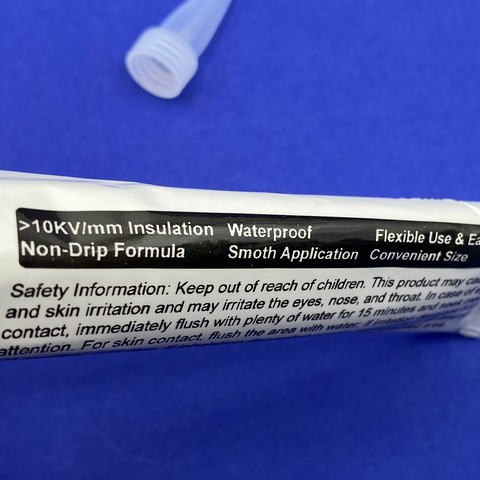 >10KV/mm Insulation Waterproof Flexible Use & Ea
Non-Drip Formula Smoth Application Convenient Size
Safety Information: Keep out of reach of children. This product may cau
and skin irritation and may irritate the eyes, nose, and throat. In case of e
contact, immediately flush with plenty of water for 15 minutes and
attention. For skin contact, flush the area with water.